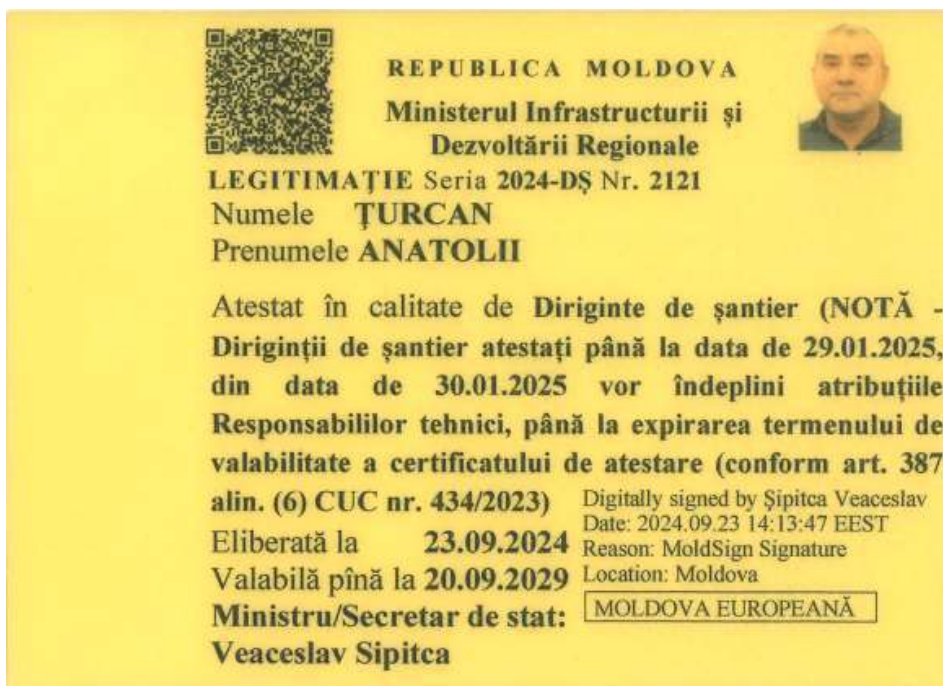 REPUBLICA MOLDOVA
Ministerul Infrastructurii și
Dezvoltării Regionale
LEGITIMAȚIE Seria 2024-DȘ Nr. 2121
Numele ȚURCAN
Prenumele ANATOLII
Atestat în calitate de Diriginte de șantier (NOTĂ -
Diriginții de șantier atestați până la data de 29.01.2025,
din data de 30.01.2025 vor îndeplini atribuțiile
Responsabililor tehnici, până la expirarea termenului de
valabilitate a certificatului de atestare (conform art. 387
alin. (6) CUC nr. 434/2023)
Eliberată la 23.09.2024
Valabilă pînă la 20.09.2029
Ministru/Secretar de stat:
Veaceslav Sipitca
Digitally signed by Șipitca Veaceslav
Date: 2024.09.23 14:13:47 EEST
Reason: MoldSign Signature
Location: Moldova
MOLDOVA EUROPEANĂ